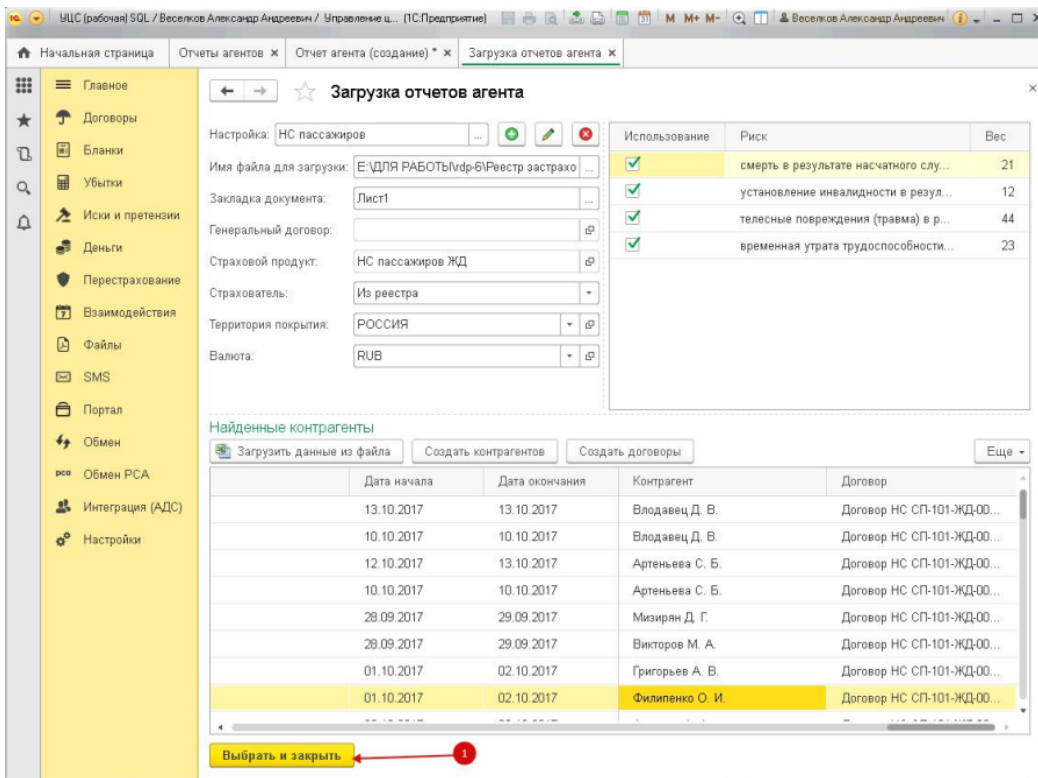 УЦС (рабочая) SQL / Веселков Александр Андреевич / Управление ц... (1С:Предприятие) M M+ M- Веселков Александр Андреевич
Начальная страница Отчеты агентов Отчет агента (создание) * Загрузка отчетов агента
Главное
Договоры
Бланки
Убытки
Иски и претензии
Деньги
Перестрахование
Взаимодействия
Файлы
SMS
Портал
Обмен
рса Обмен РСА
Интеграция (АДС)
Настройки
Загрузка отчетов агента
Настройка: НС пассажиров ...
Имя файла для загрузки: E:\ДЛЯ РАБОТЫ\rdp-6\Реестр застрахо ...
Закладка документа: Лист1 ...
Генеральный договор:
Страховой продукт: НС пассажиров ЖД
Страхователь: Из реестра
Территория покрытия: РОССИЯ
Валюта: RUB
Использование Риск Вес
смерть в результате насчатного слу... 21
установление инвалидности в резул... 12
телесные повреждения (травма) в р... 44
временная утрата трудоспособности... 23
Найденные контрагенты
Загрузить данные из файла Создать контрагентов Создать договоры Еще
Дата начала Дата окончания Контрагент Договор
13.10.2017 13.10.2017 Влодавец Д. В. Договор НС СП-101-ЖД-00...
10.10.2017 10.10.2017 Влодавец Д. В. Договор НС СП-101-ЖД-00...
12.10.2017 13.10.2017 Артеньева С. Б. Договор НС СП-101-ЖД-00...
10.10.2017 10.10.2017 Артеньева С. Б. Договор НС СП-101-ЖД-00...
28.09.2017 29.09.2017 Мизирян Д. Г. Договор НС СП-101-ЖД-00...
28.09.2017 29.09.2017 Викторов М. А. Договор НС СП-101-ЖД-00...
01.10.2017 02.10.2017 Григорьев А. В. Договор НС СП-101-ЖД-00...
01.10.2017 02.10.2017 Филипенко О. И. Договор НС СП-101-ЖД-00...
Выбрать и закрыть 1